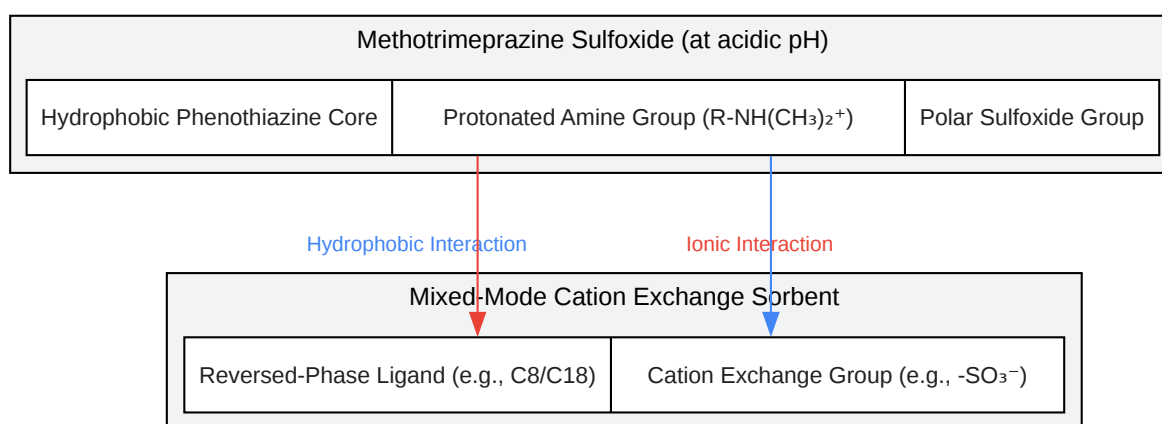 Methotrimeprazine Sulfoxide (at acidic pH)
Hydrophobic Phenothiazine Core
Protonated Amine Group (R-NH(CH₃)₂⁺)
Polar Sulfoxide Group
Hydrophobic Interaction
Ionic Interaction
Mixed-Mode Cation Exchange Sorbent
Reversed-Phase Ligand (e.g., C8/C18)
Cation Exchange Group (e.g., -SO₃⁻)